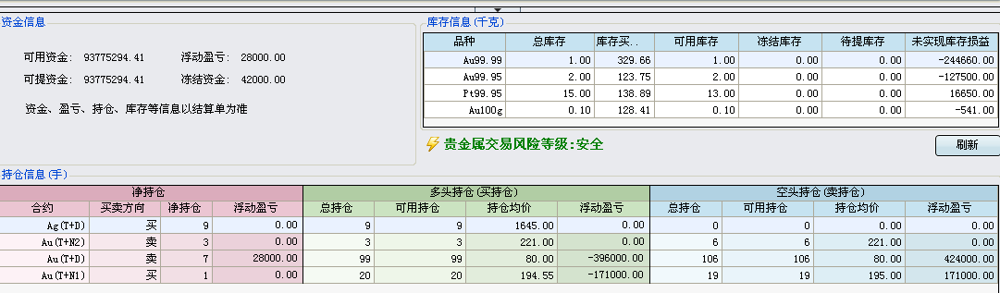 资金信息
可用资金: 93775294.41 浮动盈亏: 28000.00
可提资金: 93775294.41 冻结资金: 42000.00
资金、盈亏、持仓、库存等信息以结算单为准
库存信息(千克)
品种 总库存 库存买.. 可用库存 冻结库存 待提库存 未实现库存损益
Au99.99 1.00 329.66 1.00 0.00 0.00 -244660.00
Au99.95 2.00 123.75 2.00 0.00 0.00 -127500.00
Pt99.95 15.00 138.89 13.00 0.00 0.00 16650.00
Au100g 0.10 128.41 0.10 0.00 0.00 -541.00
贵金属交易风险等级:安全
刷新
持仓信息(手)
净持仓 多头持仓(买持仓) 空头持仓(卖持仓)
合约 买卖方向 净持仓 浮动盈亏 总持仓 可用持仓 持仓均价 浮动盈亏 总持仓 可用持仓 持仓均价 浮动盈亏
Ag(T+D) 买 9 0.00 9 9 1645.00 0.00 0 0 0.00 0.00
Au(T+N2) 卖 3 0.00 3 3 221.00 0.00 6 6 221.00 0.00
Au(T+D) 卖 7 28000.00 99 99 80.00 -396000.00 106 106 80.00 424000.00
Au(T+N1) 买 1 0.00 20 20 194.55 -171000.00 19 19 195.00 171000.00